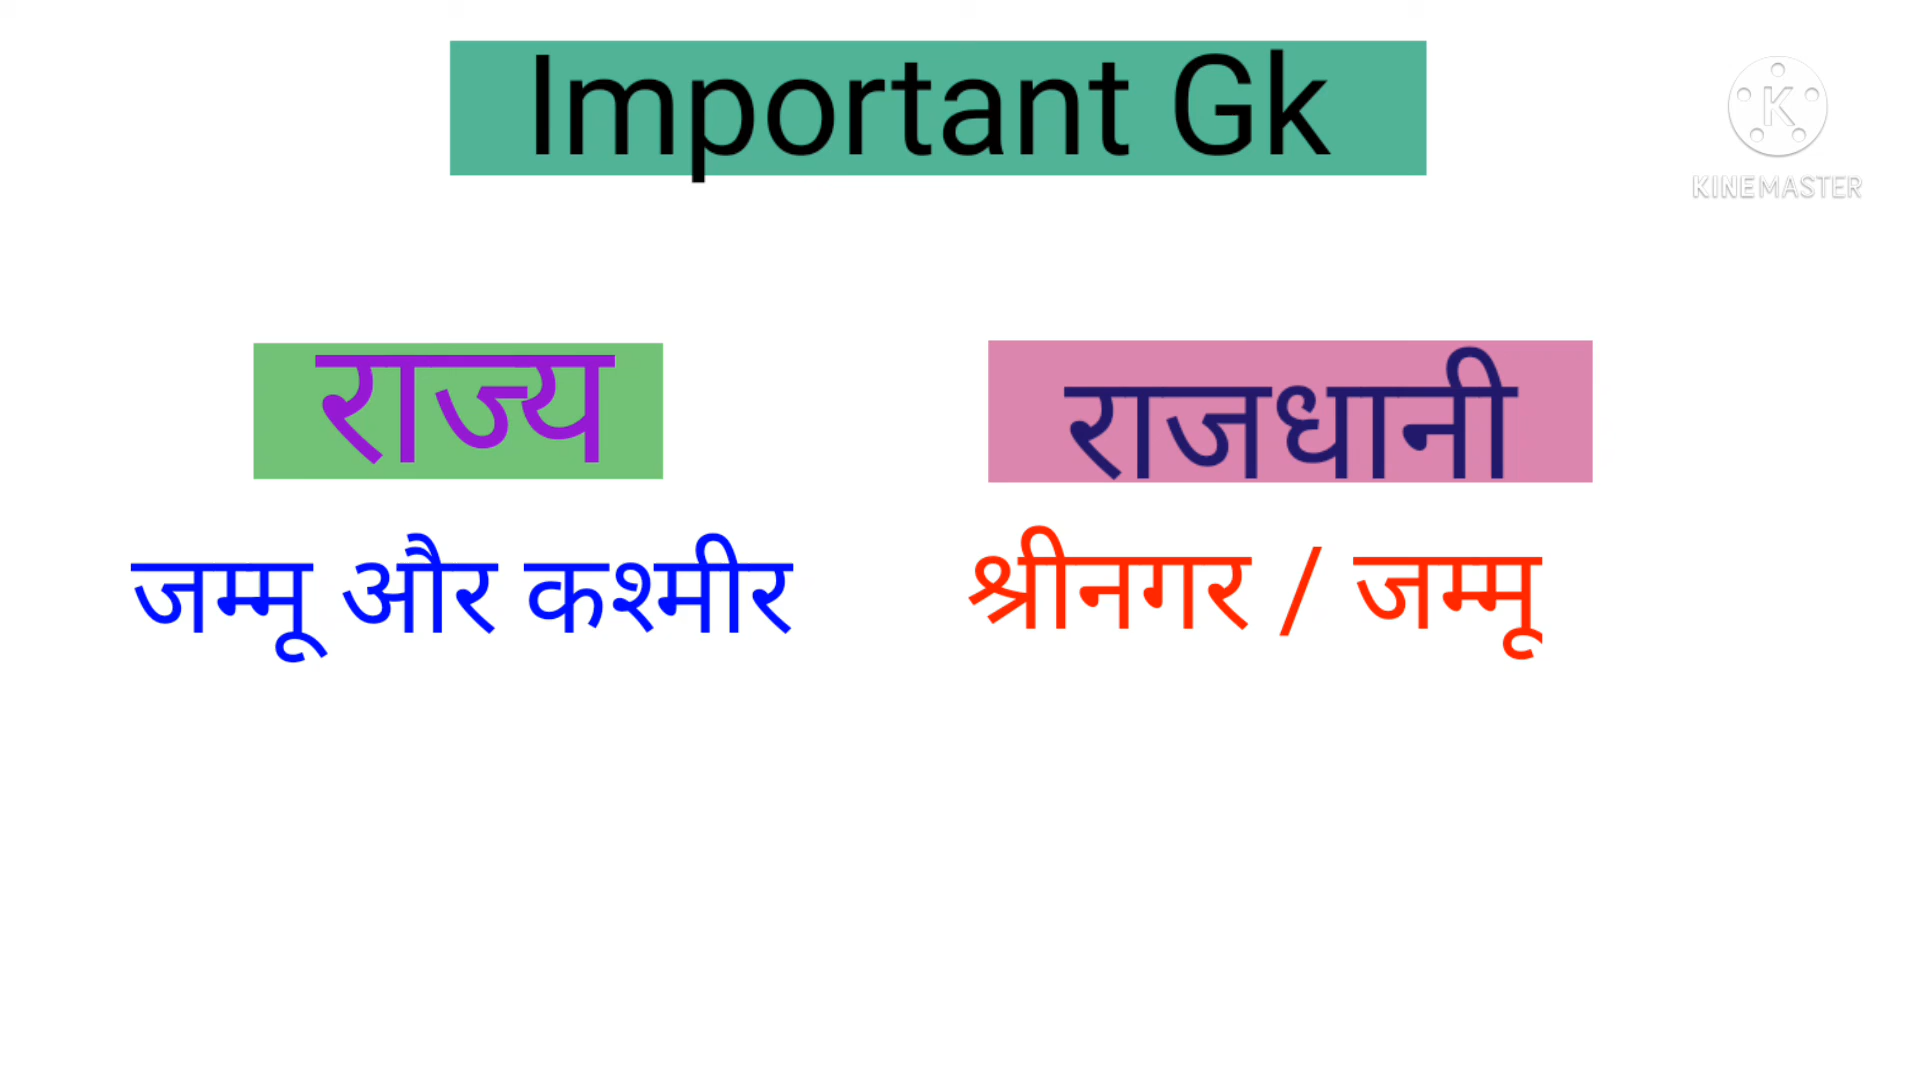 Important Gk
K
KINEMASTER
राज्य
राजधानी
जम्मू और कश्मीर
श्रीनगर / जम्मू